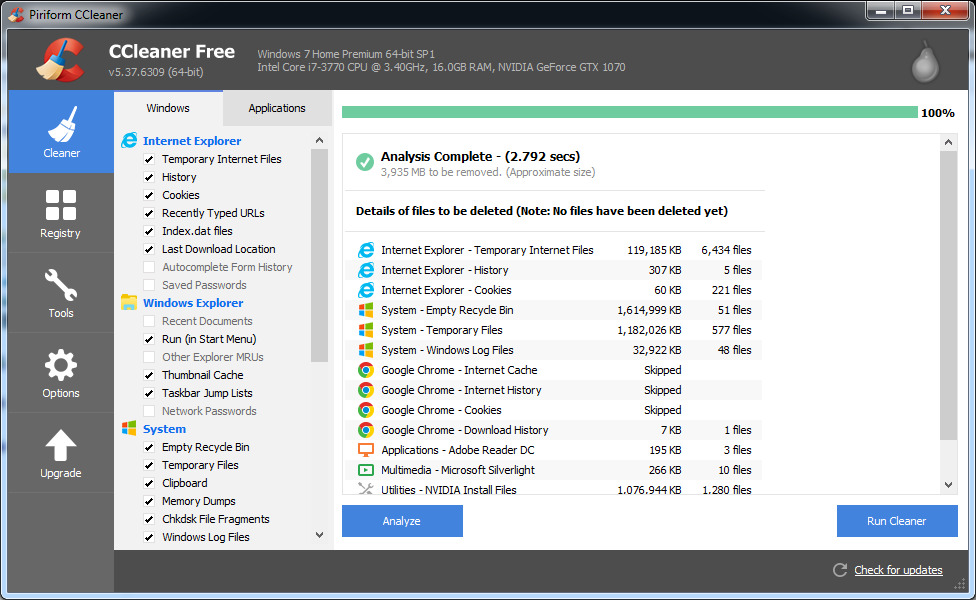 Piriform CCleaner
CCleaner Free
v5.37.6309 (64-bit)
Windows 7 Home Premium 64-bit SP1
Intel Core i7-3770 CPU @ 3.40GHz, 16.0GB RAM, NVIDIA GeForce GTX 1070
Cleaner
Registry
Tools
Options
Upgrade
Windows
Applications
Internet Explorer
Temporary Internet Files
History
Cookies
Recently Typed URLs
Index.dat files
Last Download Location
Autocomplete Form History
Saved Passwords
Windows Explorer
Recent Documents
Run (in Start Menu)
Other Explorer MRUs
Thumbnail Cache
Taskbar Jump Lists
Network Passwords
System
Empty Recycle Bin
Temporary Files
Clipboard
Memory Dumps
Chkdsk File Fragments
Windows Log Files
100%
Analysis Complete - (2.792 secs)
3,935 MB to be removed. (Approximate size)
Details of files to be deleted (Note: No files have been deleted yet)
Internet Explorer - Temporary Internet Files 119,185 KB 6,434 files
Internet Explorer - History 307 KB 5 files
Internet Explorer - Cookies 60 KB 221 files
System - Empty Recycle Bin 1,614,999 KB 51 files
System - Temporary Files 1,182,026 KB 577 files
System - Windows Log Files 32,922 KB 48 files
Google Chrome - Internet Cache Skipped
Google Chrome - Internet History Skipped
Google Chrome - Cookies Skipped
Google Chrome - Download History 7 KB 1 files
Applications - Adobe Reader DC 195 KB 3 files
Multimedia - Microsoft Silverlight 266 KB 10 files
Utilities - NVIDIA Install Files 1,076,944 KB 1,280 files
Analyze
Run Cleaner
Check for updates